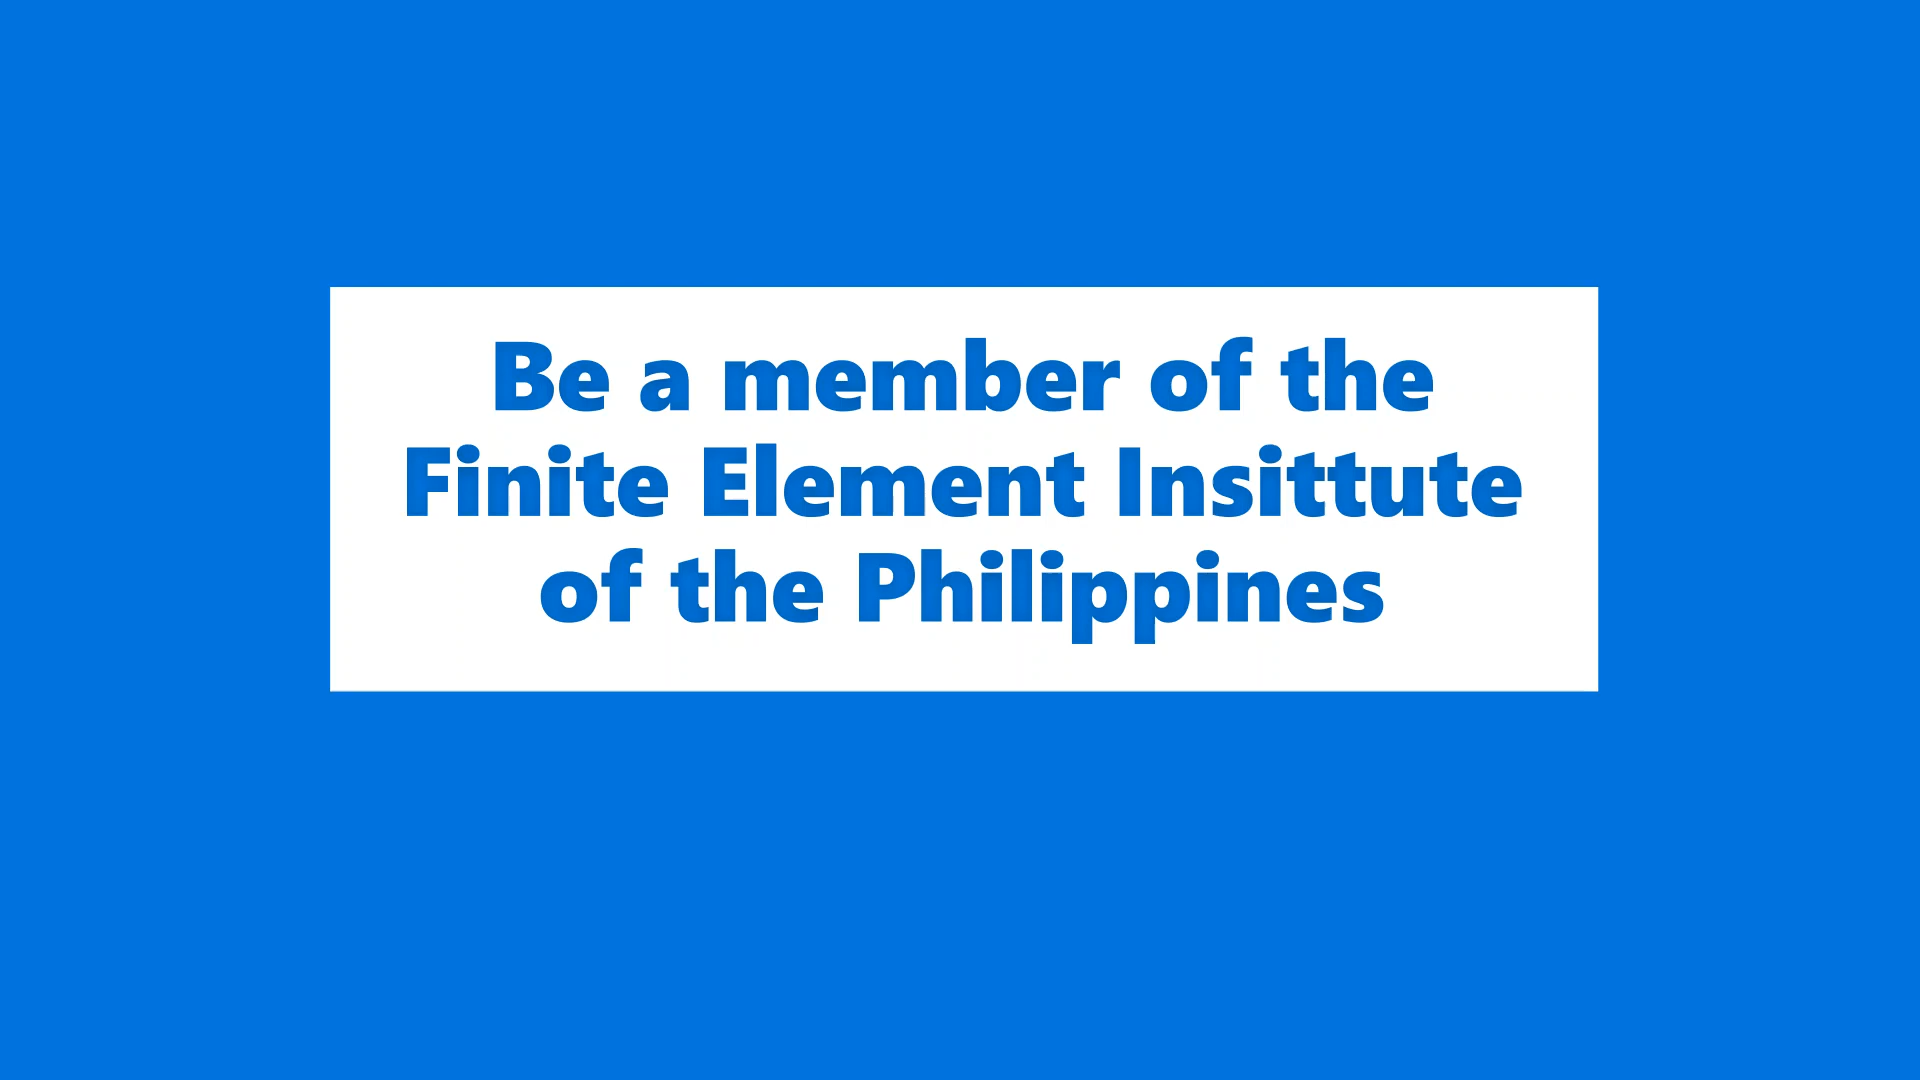 Be a member of the
Finite Element Insittute
of the Philippines